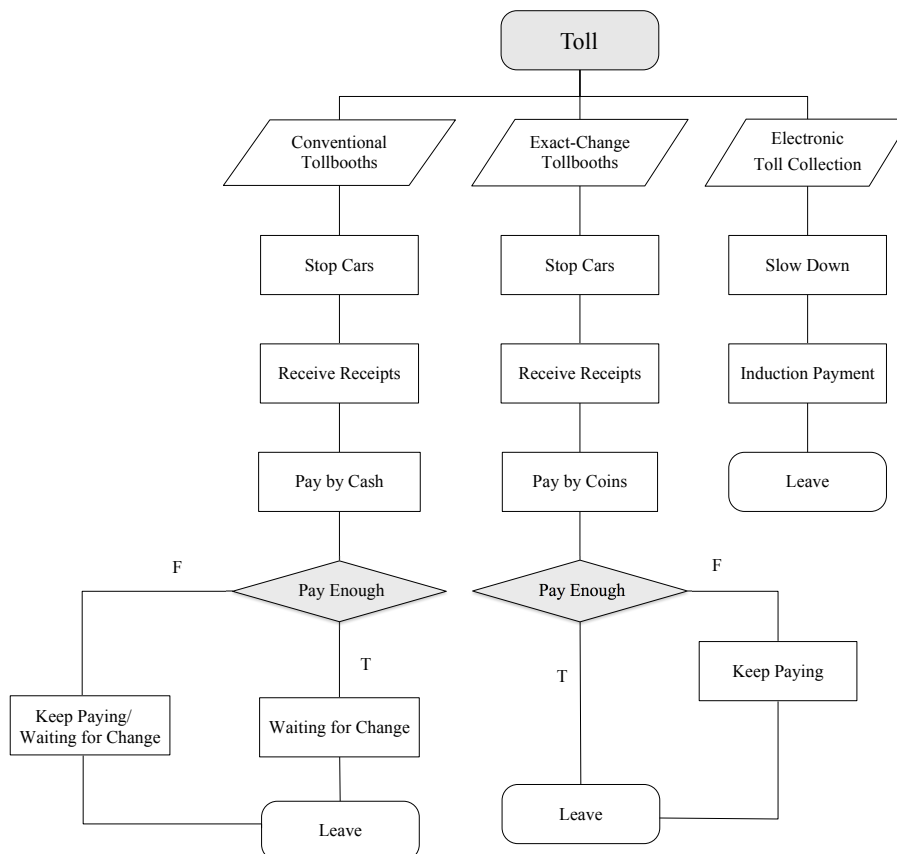 Toll
Conventional
Tollbooths
Exact-Change
Tollbooths
Electronic
Toll Collection
Stop Cars
Stop Cars
Slow Down
Receive Receipts
Receive Receipts
Induction Payment
Pay by Cash
Pay by Coins
Leave
F
Pay Enough
Pay Enough
F
T
T
Keep Paying
Keep Paying/
Waiting for Change
Waiting for Change
Leave
Leave